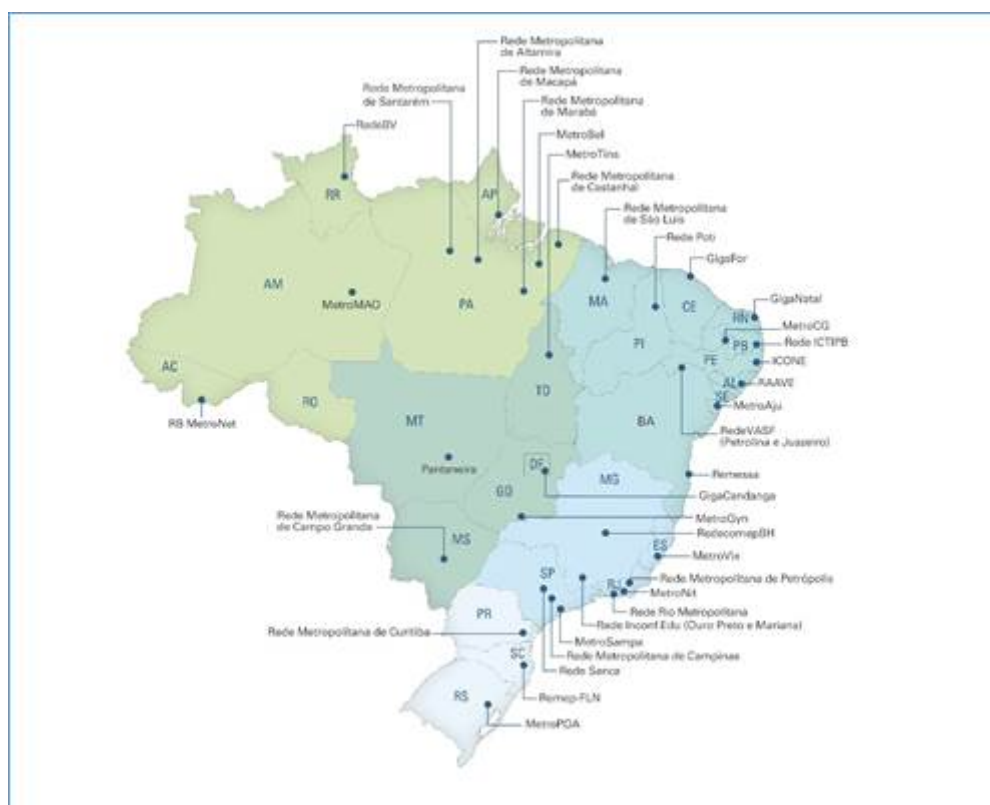 Rede Metropolitana
de Altamira
Rede Metropolitana
de Macapá
Rede Metropolitana
de Santarém
Rede Metropolitana
de Marabá
RedeBV
MetroBel
MetroTins
Rede Metropolitana
de Castanhal
Rede Metropolitana
de São Luis
Rede Poti
GigaFor
RR
AP
AM
MetroMAO
PA
MA
CE
GigaNatal
RN
MetroCG
PB
Rede ICTIPB
PI
PE
ICONE
AC
AL
RAAVE
RO
TO
SE
MetroAju
RB MetroNet
MT
BA
RedeVASF
(Petrolina e Juazeiro)
Pantaneira
DF
MG
Remessa
GO
GigaCandanga
Rede Metropolitana
de Campo Grande
MetroGyn
MS
RedecomepBH
ES
MetroVix
SP
RJ
Rede Metropolitana de Petrópolis
MetroNit
PR
Rede Rio Metropolitana
Rede Inconf.Edu (Ouro Preto e Mariana)
Rede Metropolitana de Curitiba
MetroSampa
SC
Rede Metropolitana de Campinas
Rede Sanca
RS
Remep-FLN
MetroPOA